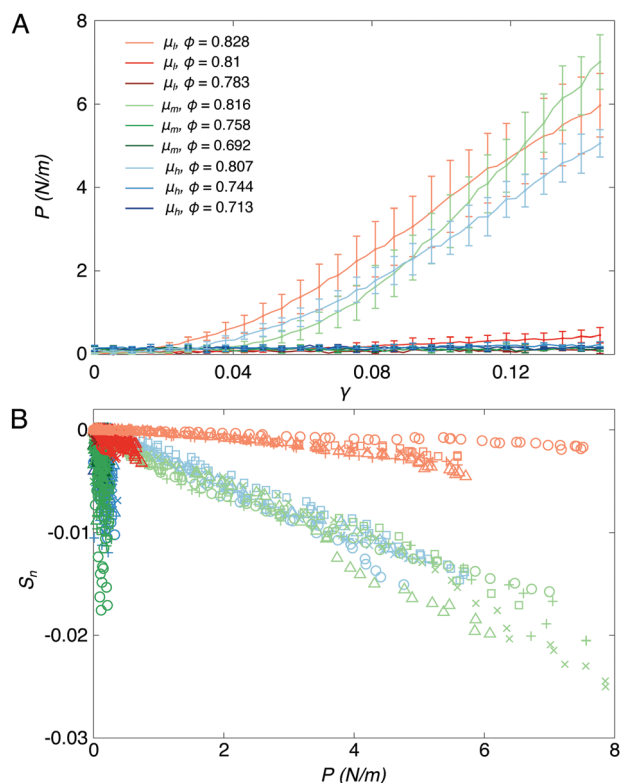 A
8
6
4
2
0
P (N/m)
μl, ϕ = 0.828
μl, ϕ = 0.81
μl, ϕ = 0.783
μm, ϕ = 0.816
μm, ϕ = 0.758
μm, ϕ = 0.692
μh, ϕ = 0.807
μh, ϕ = 0.744
μh, ϕ = 0.713
0 0.04 0.08 0.12
γ
B
0
-0.01
-0.02
-0.03
Sn
0 2 4 6 8
P (N/m)